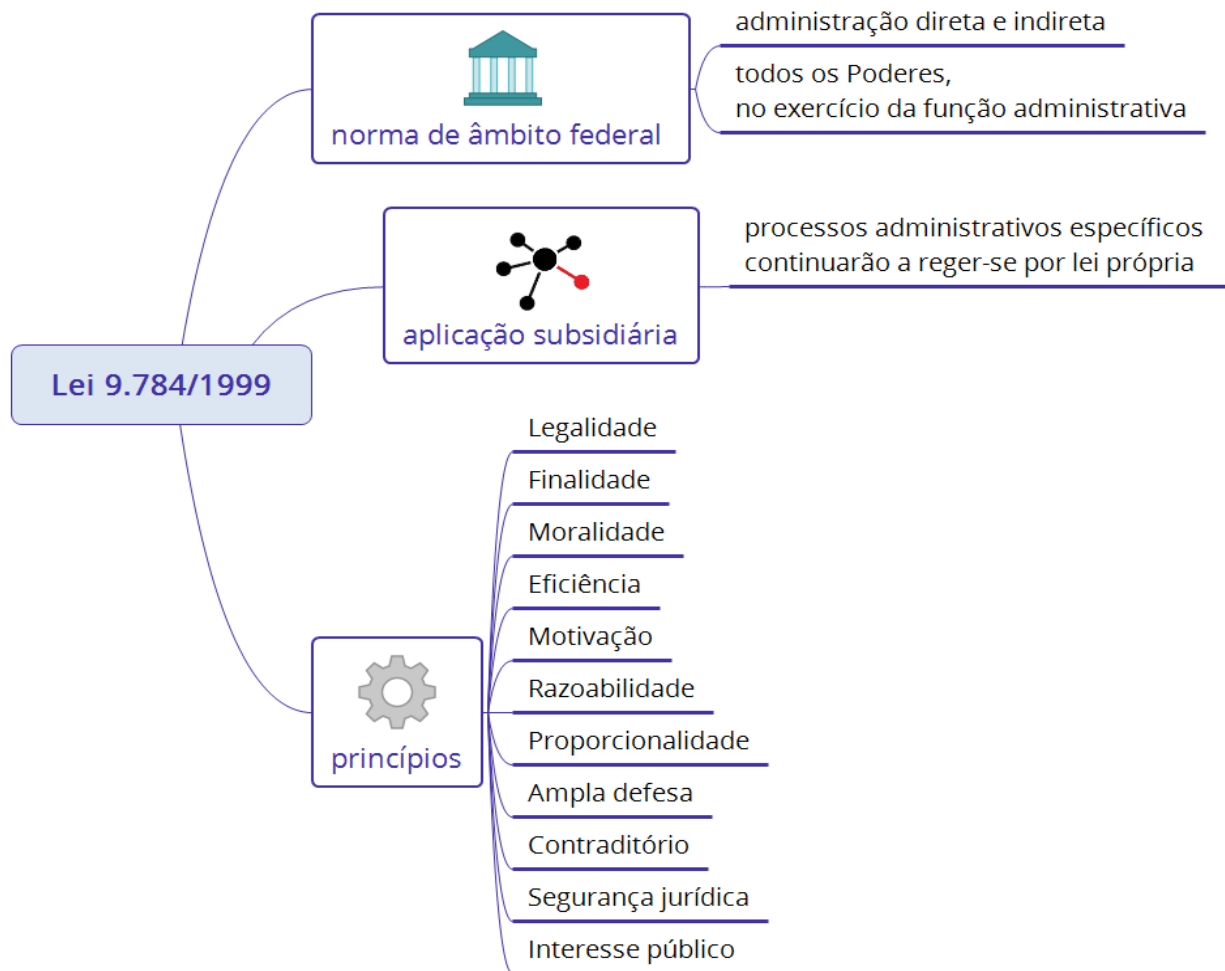 administração direta e indireta
todos os Poderes,
no exercício da função administrativa
norma de âmbito federal
processos administrativos específicos
continuarão a reger-se por lei própria
aplicação subsidiária
Lei 9.784/1999
Legalidade
Finalidade
Moralidade
Eficiência
Motivação
Razoabilidade
Proporcionalidade
Ampla defesa
Contraditório
Segurança jurídica
Interesse público
princípios